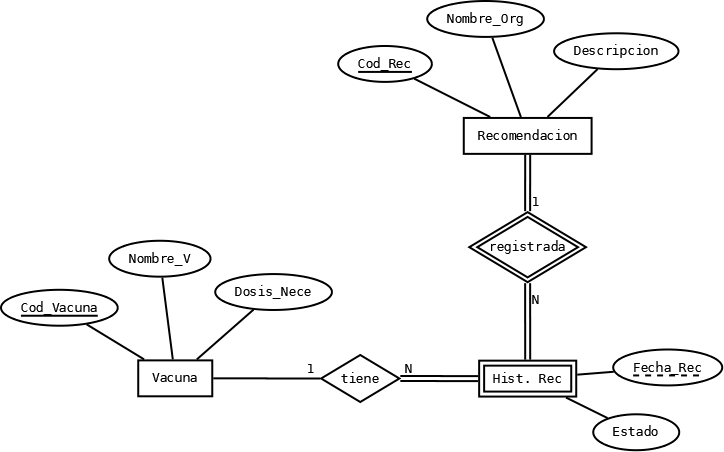 Nombre_Org
Cod_Rec
Descripcion
Recomendacion
1
registrada
N
Nombre_V
Cod_Vacuna
Dosis_Nece
Vacuna
1
tiene
N
Hist. Rec
Fecha_Rec
Estado